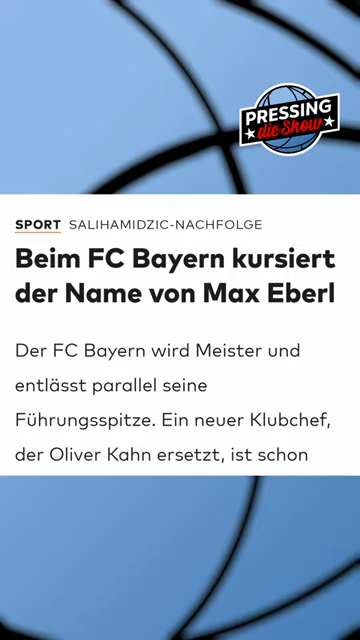 PRESSING
die Show
SPORT SALIHAMIDZIC-NACHFOLGE
Beim FC Bayern kursiert
der Name von Max Eberl
Der FC Bayern wird Meister und
entlässt parallel seine
Führungsspitze. Ein neuer Klubchef,
der Oliver Kahn ersetzt, ist schon